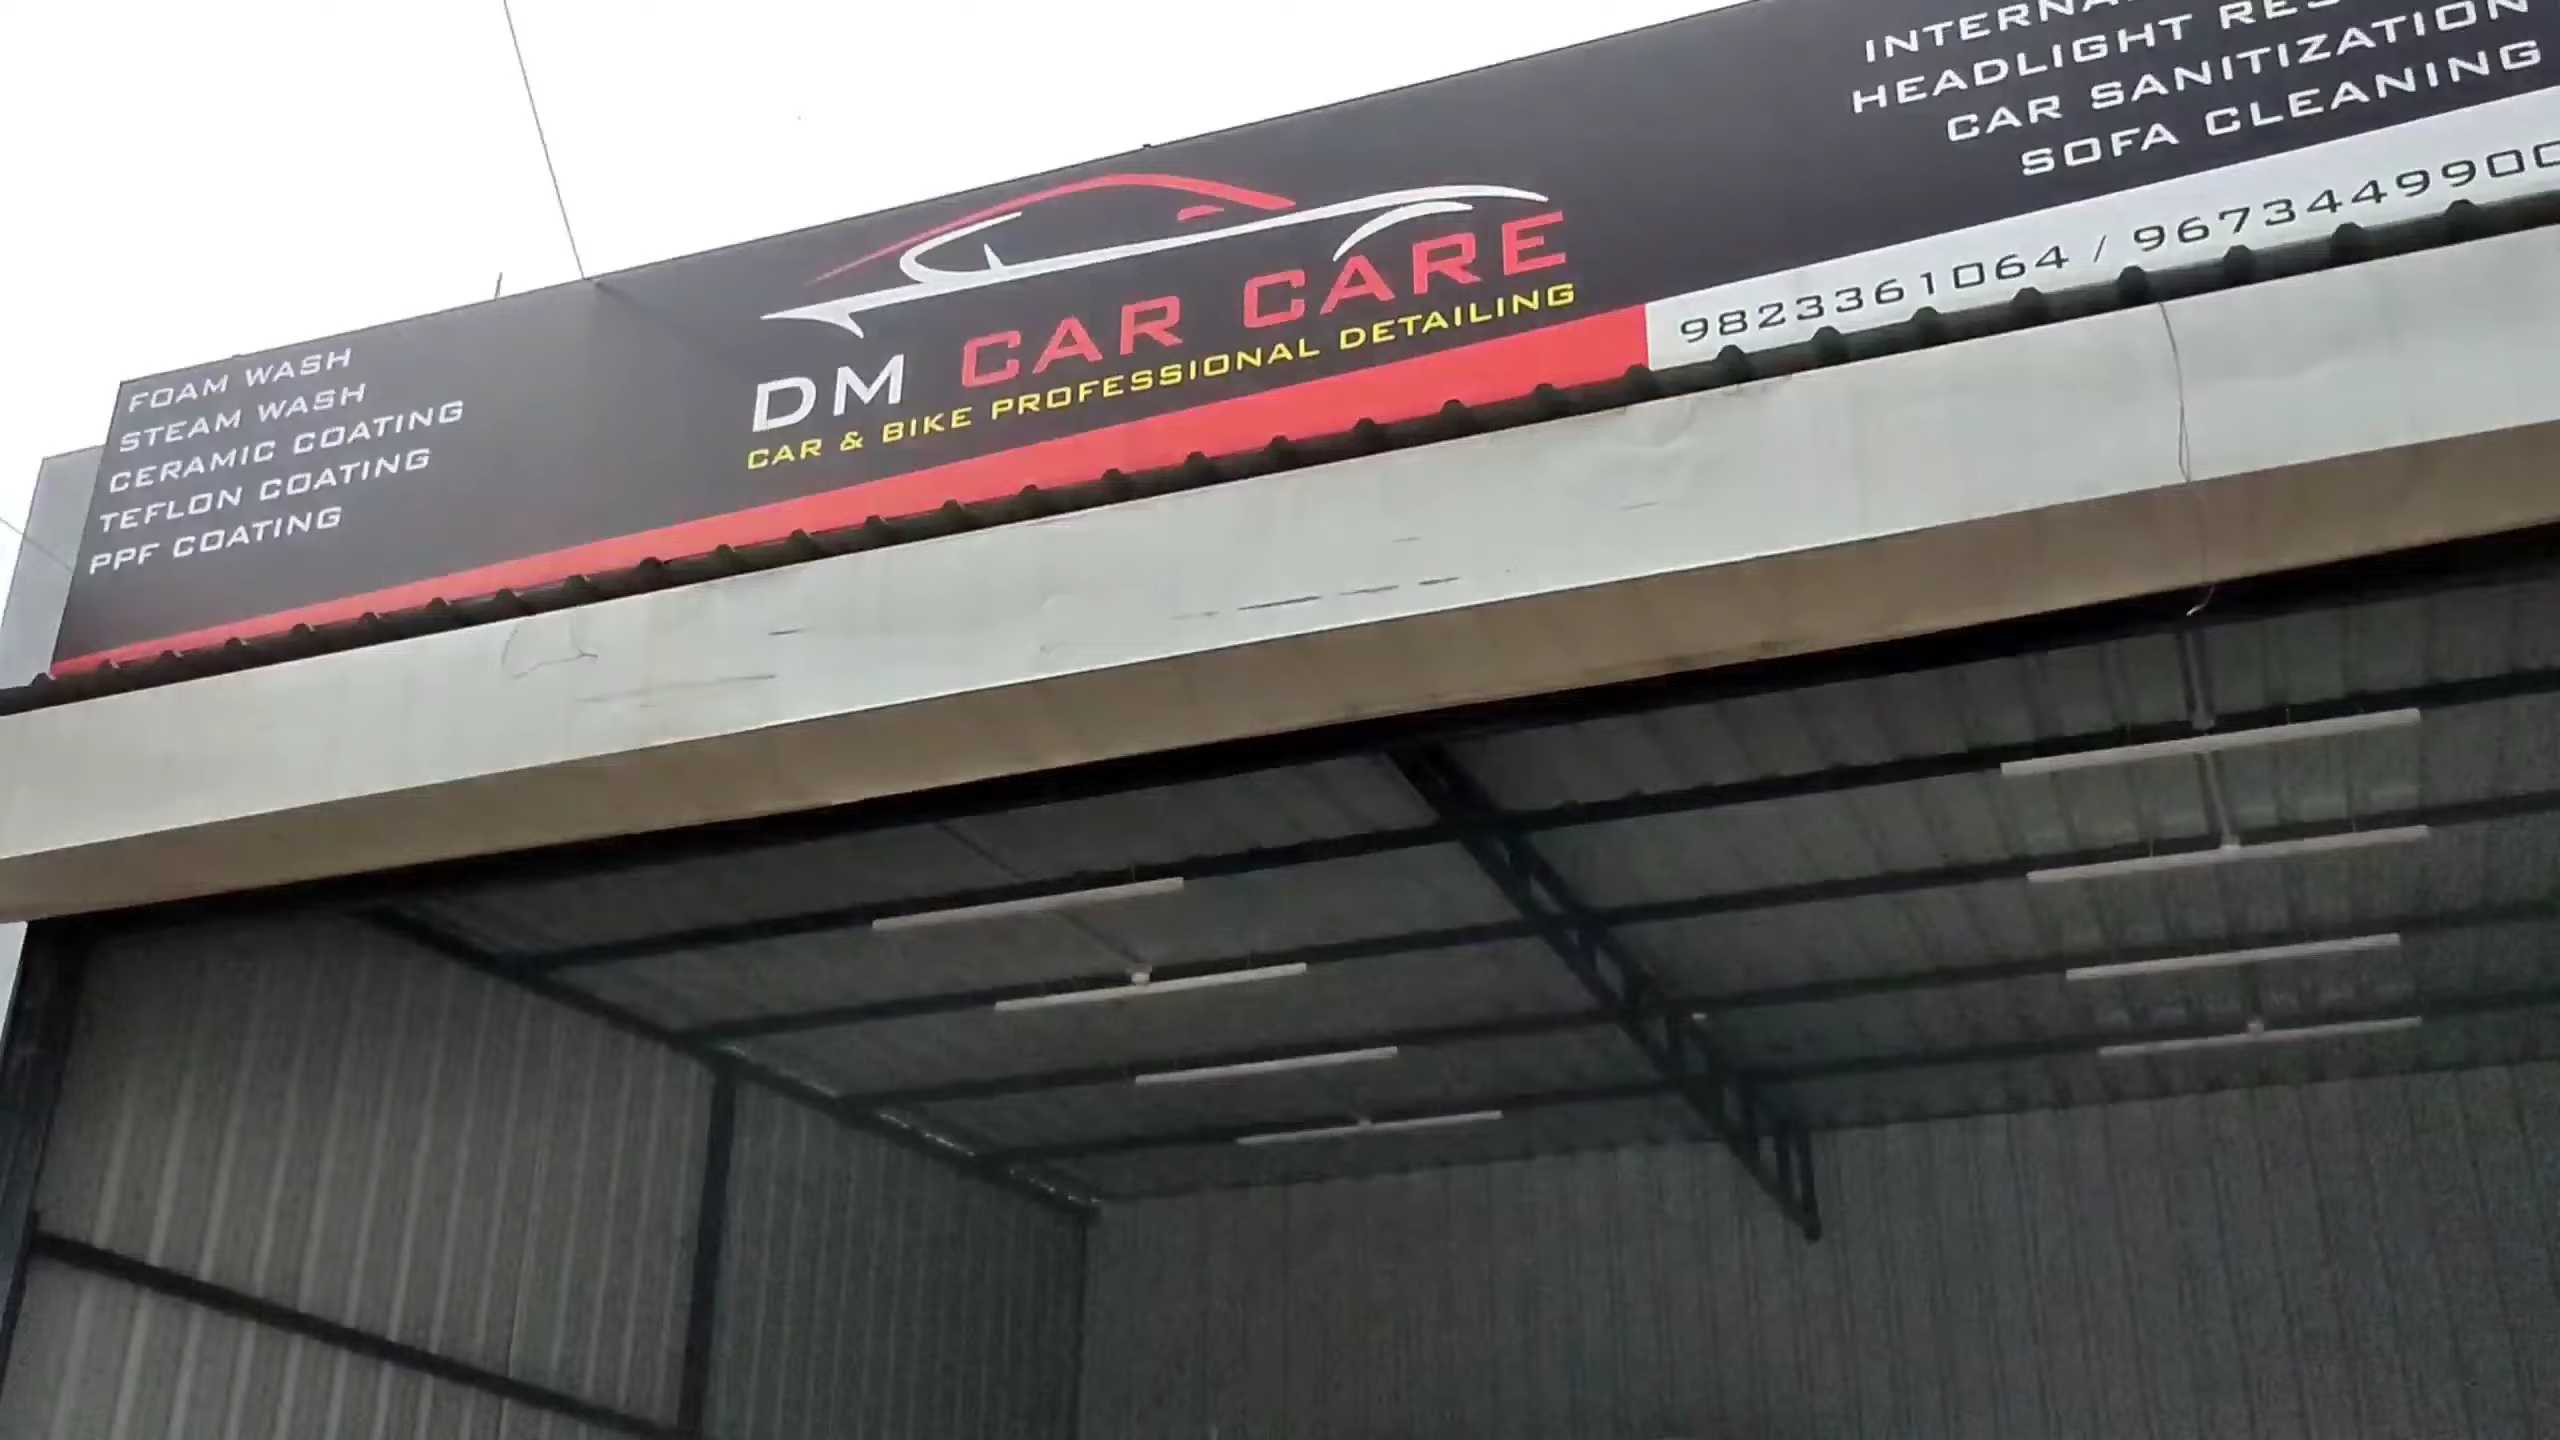 FOAM WASH
STEAM WASH
CERAMIC COATING
TEFLON COATING
PPF COATING
DM CAR CARE
CAR & BIKE PROFESSIONAL DETAILING
HEADLIGHT
CAR SANITIZATION
SOFA CLEANING
9823361064 / 9673449900